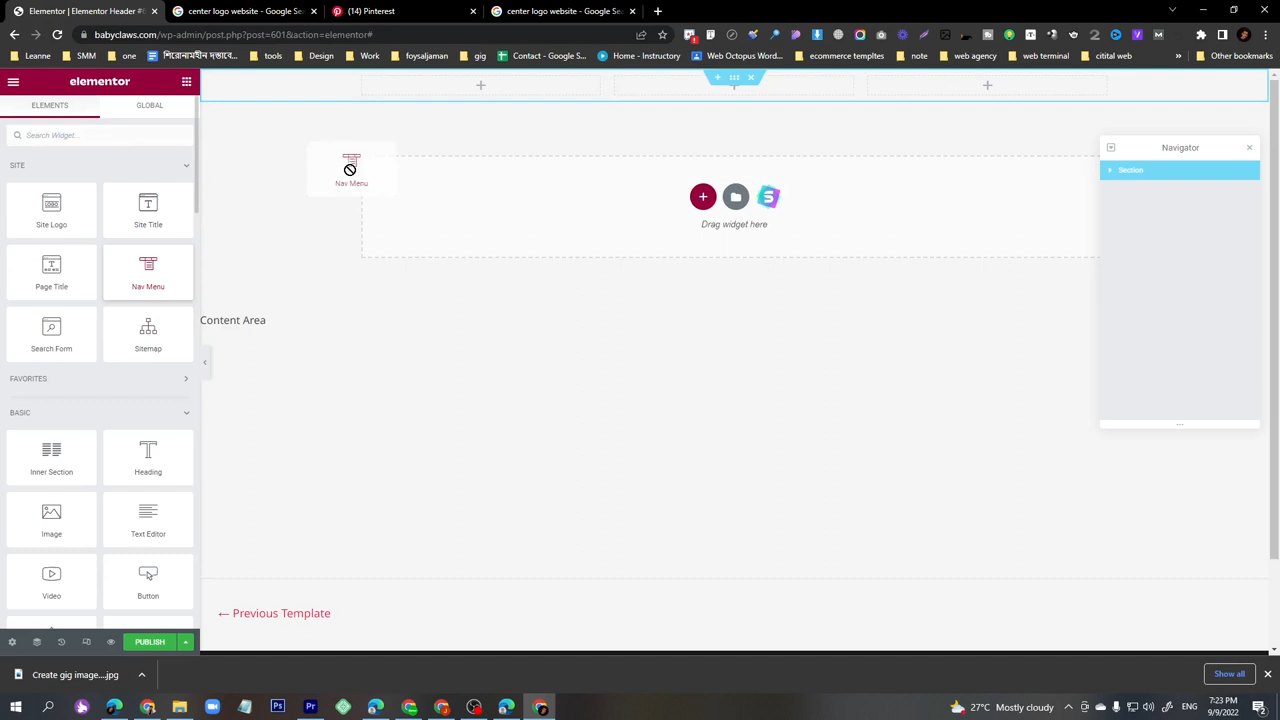 Elementor | Elementor Header #6
center logo website - Google Se
(14) Pinterest
center logo website - Google Se
babyclaws.com/wp-admin/post.php?post=601&action=elementor#
Leanne
SMM
tools
Design
Work
foysaljaman
gig
Contact - Google S...
Home - Instructory
Web Octopus Word...
ecommerce templets
note
web agency
web terminal
citital web
Other bookmarks
elementor
ELEMENTS
GLOBAL
Search Widget...
SITE
Site Logo
Site Title
Page Title
Nav Menu
Search Form
Sitemap
FAVORITES
BASIC
Inner Section
Heading
Image
Text Editor
Video
Button
PUBLISH
Nav Menu
Drag widget here
Content Area
← Previous Template
Navigator
Section
Create gig image....jpg
Show all
27°C Mostly cloudy
ENG
7:23 PM
9/9/2022